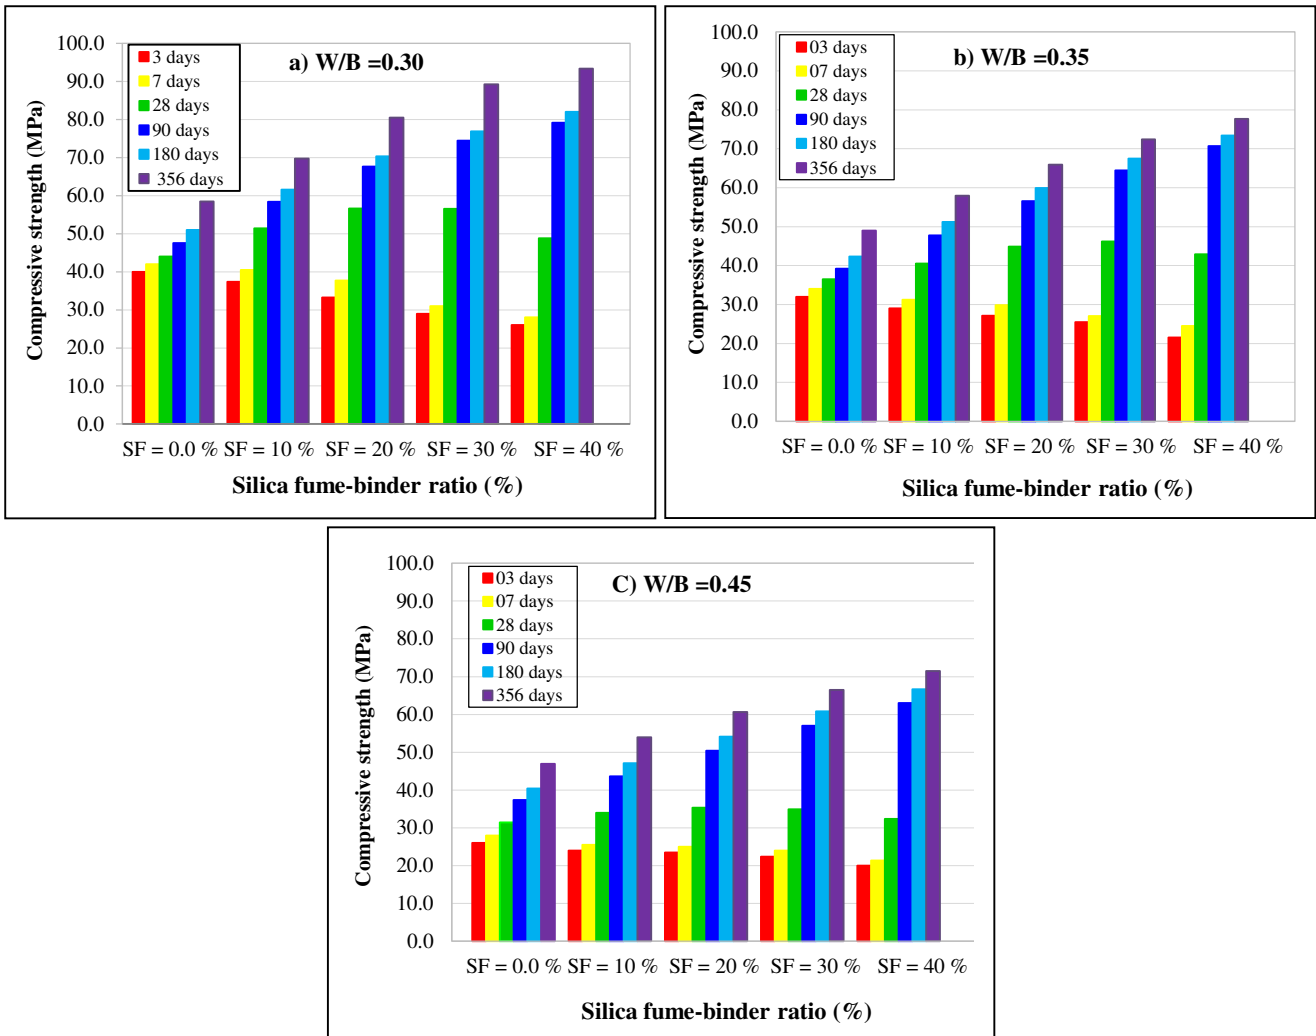 a) W/B =0.30
Compressive strength (MPa)
100.0
90.0
80.0
70.0
60.0
50.0
40.0
30.0
20.0
10.0
0.0
3 days
7 days
28 days
90 days
180 days
356 days
SF = 0.0 % SF = 10 % SF = 20 % SF = 30 % SF = 40 %
Silica fume-binder ratio (%)
b) W/B =0.35
Compressive strength (MPa)
100.0
90.0
80.0
70.0
60.0
50.0
40.0
30.0
20.0
10.0
0.0
03 days
07 days
28 days
90 days
180 days
356 days
SF = 0.0 % SF = 10 % SF = 20 % SF = 30 % SF = 40 %
Silica fume-binder ratio (%)
C) W/B =0.45
Compressive strength (MPa)
100.0
90.0
80.0
70.0
60.0
50.0
40.0
30.0
20.0
10.0
0.0
03 days
07 days
28 days
90 days
180 days
356 days
SF = 0.0 % SF = 10 % SF = 20 % SF = 30 % SF = 40 %
Silica fume-binder ratio (%)